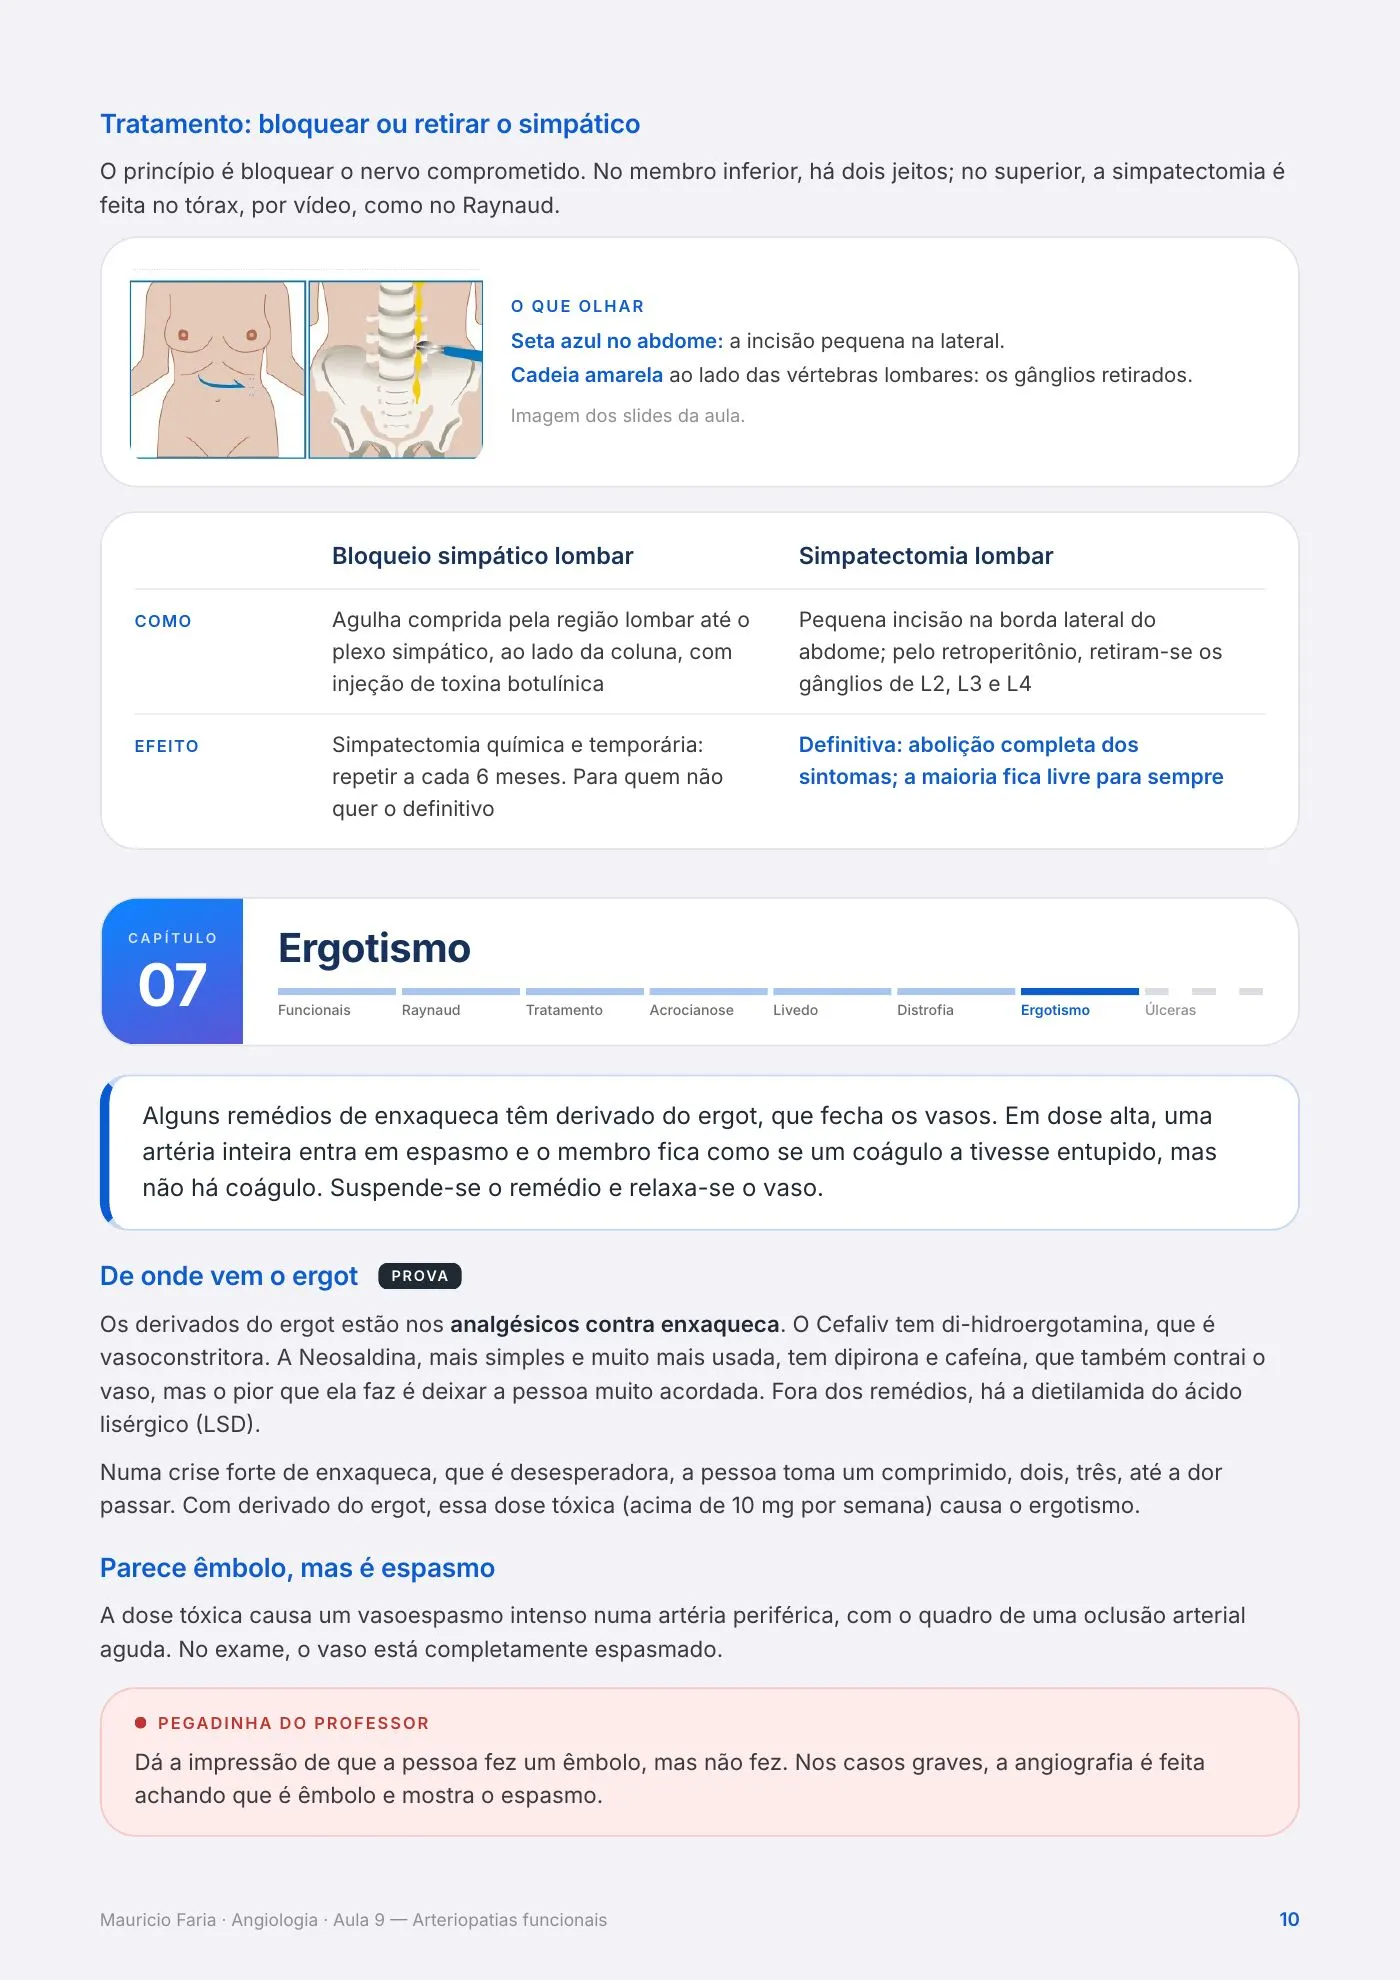 Tratamento: bloquear ou retirar o simpático
O princípio é bloquear o nervo comprometido. No membro inferior, há dois jeitos; no superior, a simpatectomia é
feita no tórax, por vídeo, como no Raynaud.
O QUE OLHAR
Seta azul no abdome: a incisão pequena na lateral.
Cadeia amarela ao lado das vértebras lombares: os gânglios retirados.
Imagem dos slides da aula.
Bloqueio simpático lombar
Simpatectomia lombar
COMO
Agulha comprida pela região lombar até o
plexo simpático, ao lado da coluna, com
injeção de toxina botulínica
Pequena incisão na borda lateral do
abdome; pelo retroperitônio, retiram-se os
gânglios de L2, L3 e L4
EFEITO
Simpatectomia química e temporária:
repetir a cada 6 meses. Para quem não
quer o definitivo
Definitiva: abolição completa dos
sintomas; a maioria fica livre para sempre
CAPÍTULO
07
Ergotismo
Funcionais Raynaud Tratamento Acrocianose Livedo Distrofia Ergotismo Úlceras
Alguns remédios de enxaqueca têm derivado do ergot, que fecha os vasos. Em dose alta, uma
artéria inteira entra em espasmo e o membro fica como se um coágulo a tivesse entupido, mas
não há coágulo. Suspende-se o remédio e relaxa-se o vaso.
De onde vem o ergot PROVA
Os derivados do ergot estão nos analgésicos contra enxaqueca. O Cefaliv tem di-hidroergotamina, que é
vasoconstritora. A Neosaldina, mais simples e muito mais usada, tem dipirona e cafeína, que também contrai o
vaso, mas o pior que ela faz é deixar a pessoa muito acordada. Fora dos remédios, há a dietilamida do ácido
lisérgico (LSD).
Numa crise forte de enxaqueca, que é desesperadora, a pessoa toma um comprimido, dois, três, até a dor
passar. Com derivado do ergot, essa dose tóxica (acima de 10 mg por semana) causa o ergotismo.
Parece êmbolo, mas é espasmo
A dose tóxica causa um vasoespasmo intenso numa artéria periférica, com o quadro de uma oclusão arterial
aguda. No exame, o vaso está completamente espasmado.
PEGADINHA DO PROFESSOR
Dá a impressão de que a pessoa fez um êmbolo, mas não fez. Nos casos graves, a angiografia é feita
achando que é êmbolo e mostra o espasmo.
Mauricio Faria · Angiologia · Aula 9 — Arteriopatias funcionais
10